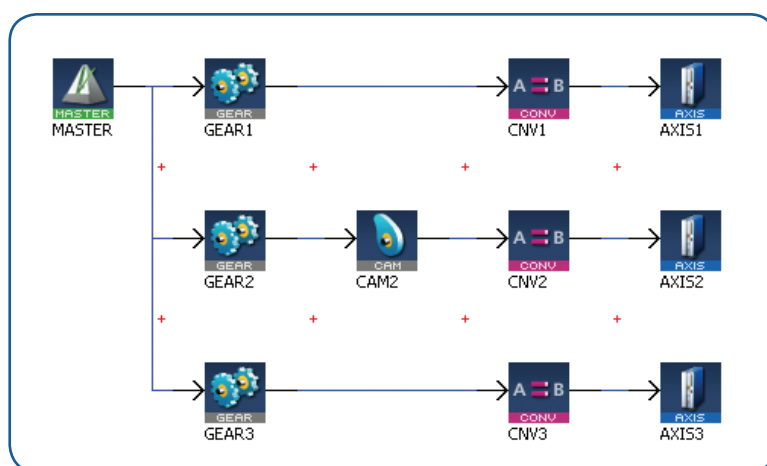 MASTER
GEAR
A B
CONV
AXIS
MASTER
GEAR1
CNV1
AXIS1
GEAR
CAM
A B
CONV
AXIS
GEAR2
CAM2
CNV2
AXIS2
GEAR
A B
CONV
AXIS
GEAR3
CNV3
AXIS3